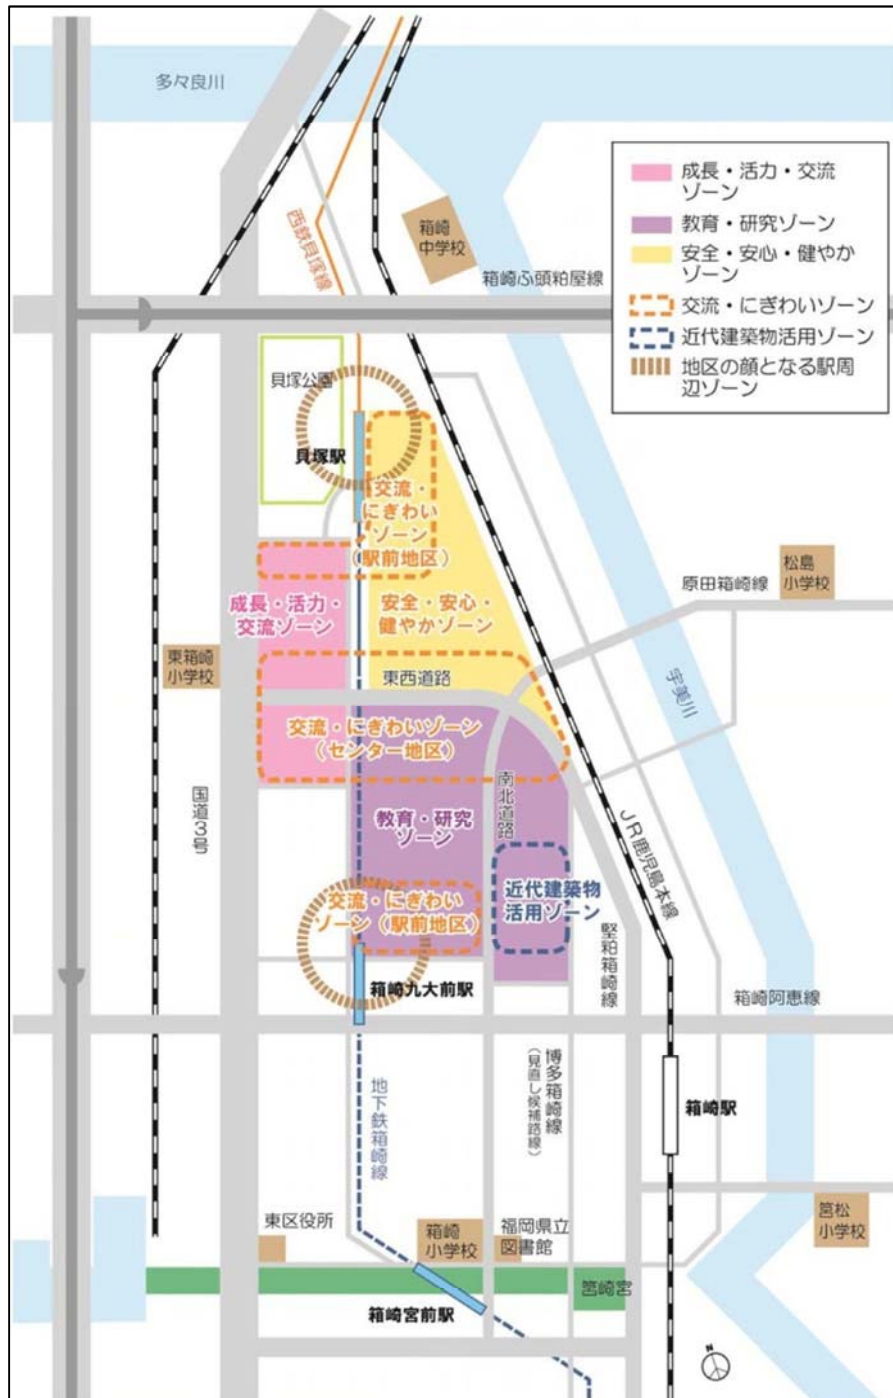 多々良川
成長・活力・交流
ゾーン
教育・研究ゾーン
安全・安心・健やか
ゾーン
交流・にぎわいゾーン
近代建築物活用ゾーン
地区の顔となる駅周
辺ゾーン
西鉄貝塚線
箱崎
中学校
箱崎ふ頭粕屋線
貝塚公園
貝塚駅
交流・
にぎわい
ゾーン
(駅前地区)
松島
小学校
原田箱崎線
成長・活力・
交流ゾーン
安全・安心・
健やかゾーン
東箱崎
小学校
東西道路
宇美川
交流・にぎわいゾーン
(センター地区)
国道3号
南北道路
教育・研究
ゾーン
JR鹿児島本線
近代建築物
活用ゾーン
交流・にぎわい
ゾーン(駅前地区)
堅粕箱崎線
箱崎九大前駅
箱崎阿恵線
博多箱崎線
(見直し候補路線)
地下鉄箱崎線
箱崎駅
東区役所
箱崎
小学校
福岡県立
図書館
筥松
小学校
筥崎宮
箱崎宮前駅
N